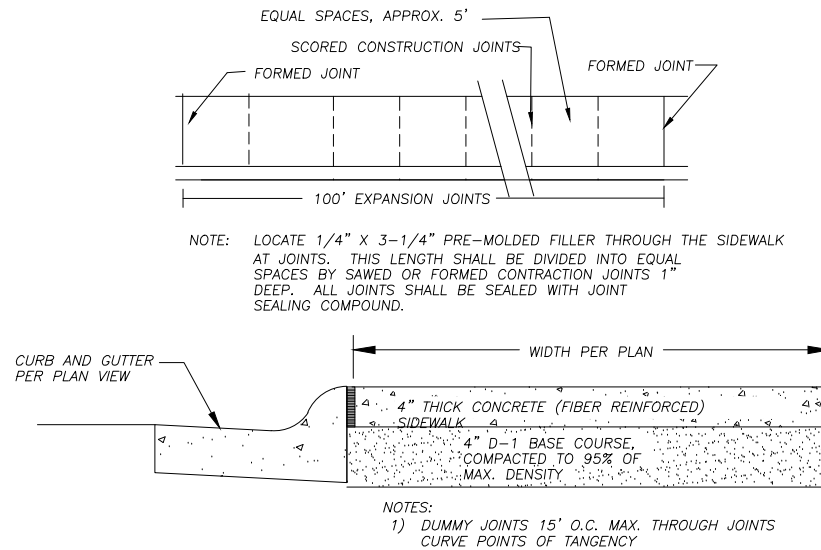 EQUAL SPACES, APPROX. 5'
SCORED CONSTRUCTION JOINTS
FORMED JOINT
FORMED JOINT
100' EXPANSION JOINTS
NOTE: LOCATE 1/4" X 3-1/4" PRE-MOLDED FILLER THROUGH THE SIDEWALK
AT JOINTS. THIS LENGTH SHALL BE DIVIDED INTO EQUAL
SPACES BY SAWED OR FORMED CONTRACTION JOINTS 1"
DEEP. ALL JOINTS SHALL BE SEALED WITH JOINT
SEALING COMPOUND.
CURB AND GUTTER
PER PLAN VIEW
WIDTH PER PLAN
4" THICK CONCRETE (FIBER REINFORCED)
SIDEWALK
4" D-1 BASE COURSE,
COMPACTED TO 95% OF
MAX. DENSITY
NOTES:
1) DUMMY JOINTS 15' O.C. MAX. THROUGH JOINTS
CURVE POINTS OF TANGENCY